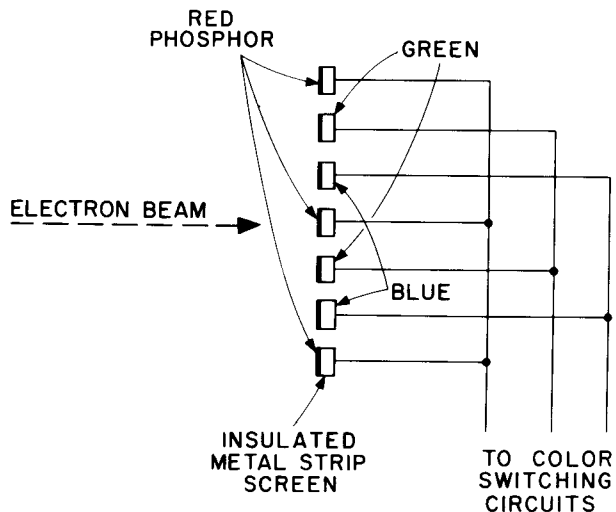 RED
PHOSPHOR
GREEN
ELECTRON BEAM
BLUE
INSULATED
METAL STRIP
SCREEN
TO COLOR
SWITCHING
CIRCUITS